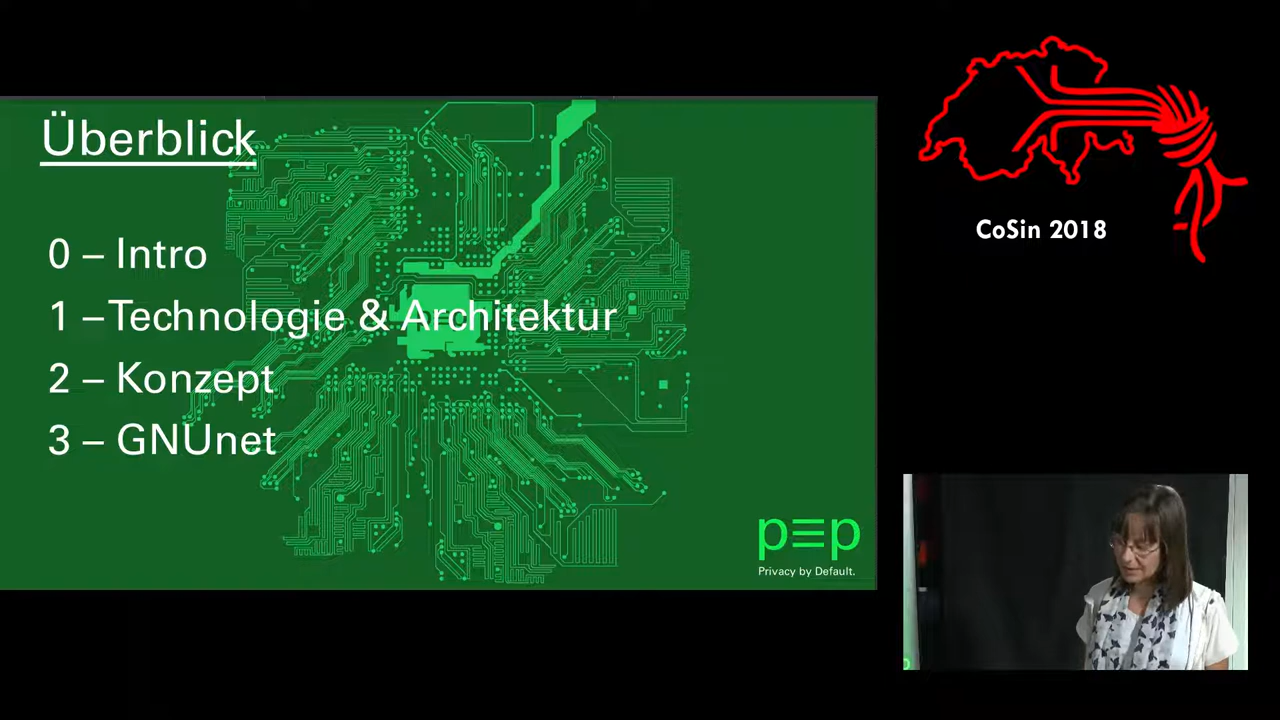 Überblick
0 – Intro
1 – Technologie & Architektur
2 – Konzept
3 – GNUnet
p≡p
Privacy by Default.
CoSin 2018